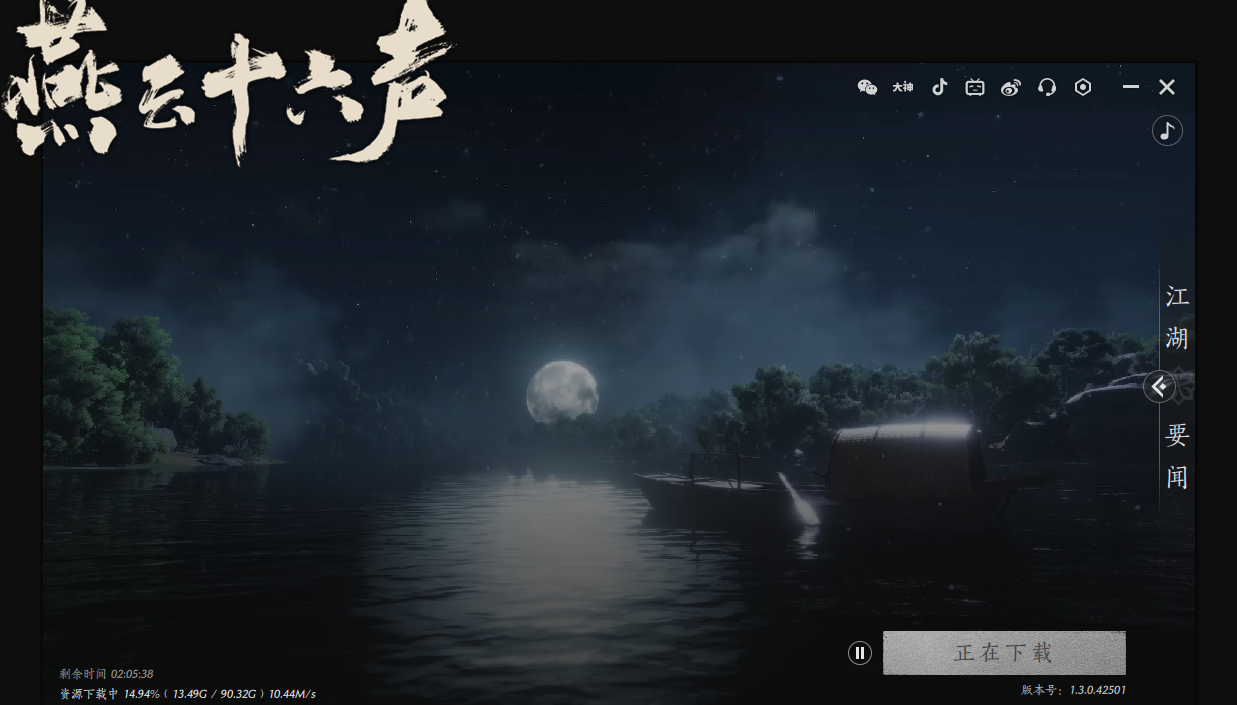 燕云十六声
大神
江湖
要闻
正在下载
剩余时间 02:05:38
资源下载中 14.94% ( 13.49G / 90.32G ) 10.44M/s
版本号: 1.3.0.42501